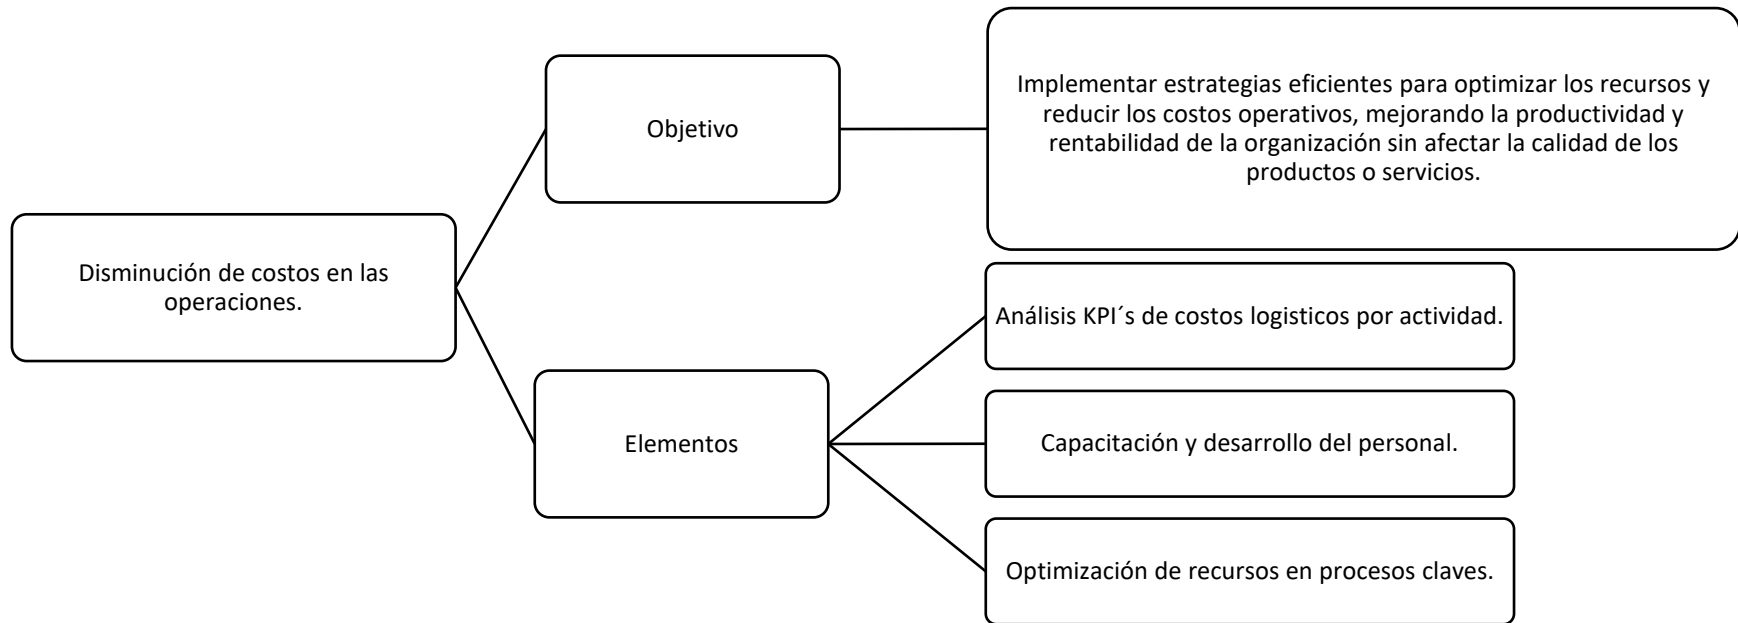 Objetivo
Implementar estrategias eficientes para optimizar los recursos y
reducir los costos operativos, mejorando la productividad y
rentabilidad de la organización sin afectar la calidad de los
productos o servicios.
Disminución de costos en las
operaciones.
Análisis KPI´s de costos logisticos por actividad.
Elementos
Capacitación y desarrollo del personal.
Optimización de recursos en procesos claves.